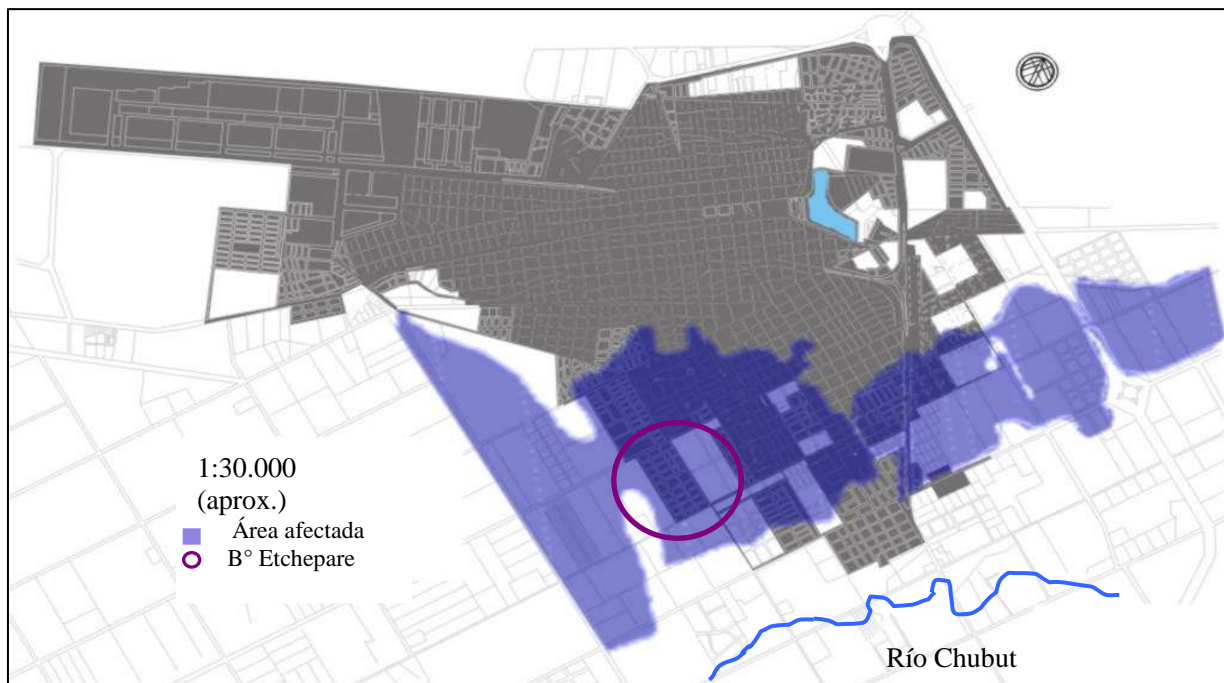 1:30.000
(aprox.)
Área afectada
B° Etchepare
Río Chubut